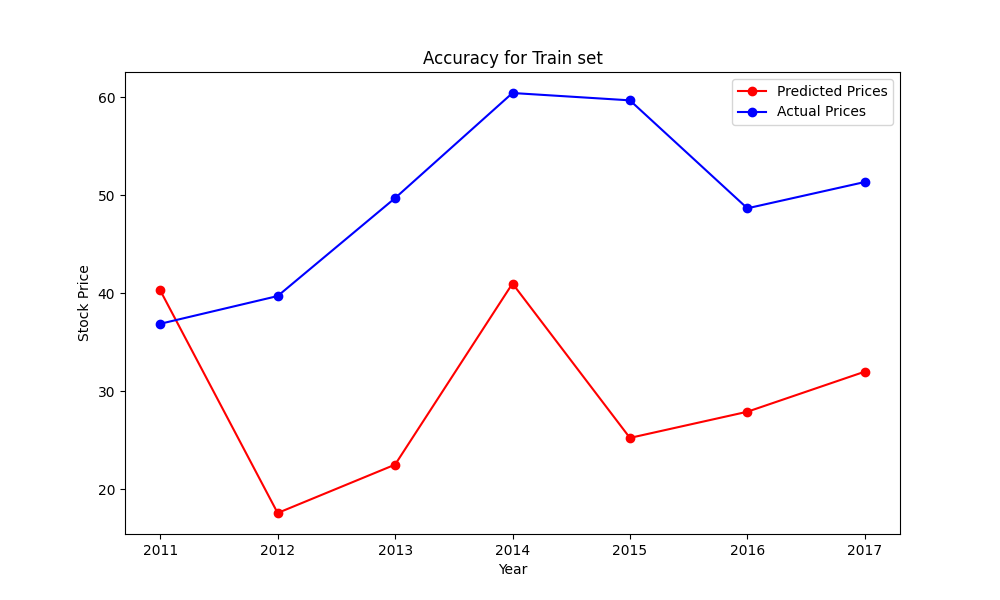 Accuracy for Train set
Predicted Prices
Actual Prices
60
50
40
30
20
Stock Price
2011 2012 2013 2014 2015 2016 2017
Year